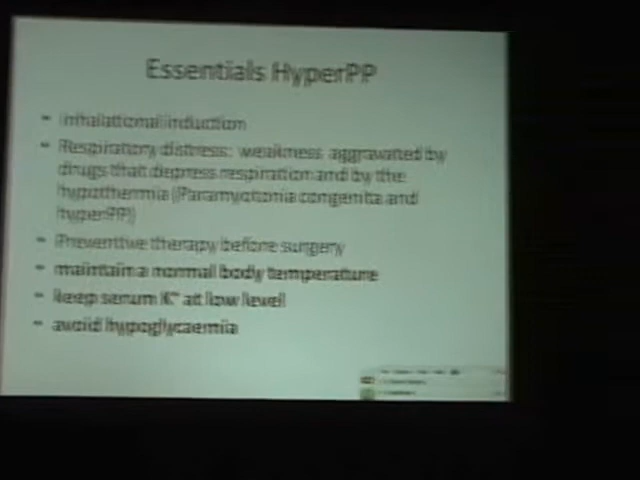 Essentials HyperPP
- Inhalational induction
- Respiratory distress: weakness aggravated by
drugs that depress respiration and by the
hypothermia (Paramyotonia congenita and
hyperPP)
- Preventive therapy before surgery
- maintain a normal body temperature
- keep serum K⁺ at low level
- avoid hypoglycaemia